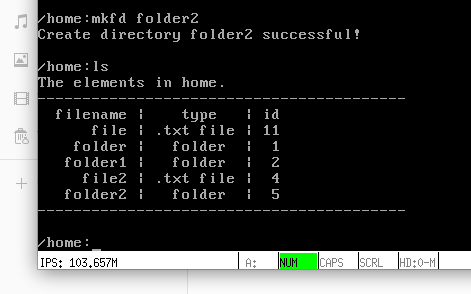 /home:mkfd folder2
Create directory folder2 successful!
/home:ls
The elements in home.
----------------------------------------
filename ¦ type ¦ id
file ¦ .txt file ¦ 11
folder ¦ folder ¦ 1
folder1 ¦ folder ¦ 2
file2 ¦ .txt file ¦ 4
folder2 ¦ folder ¦ 5
----------------------------------------
/home:_
IPS: 103.657M A: NUM CAPS SCRL HD:0-M